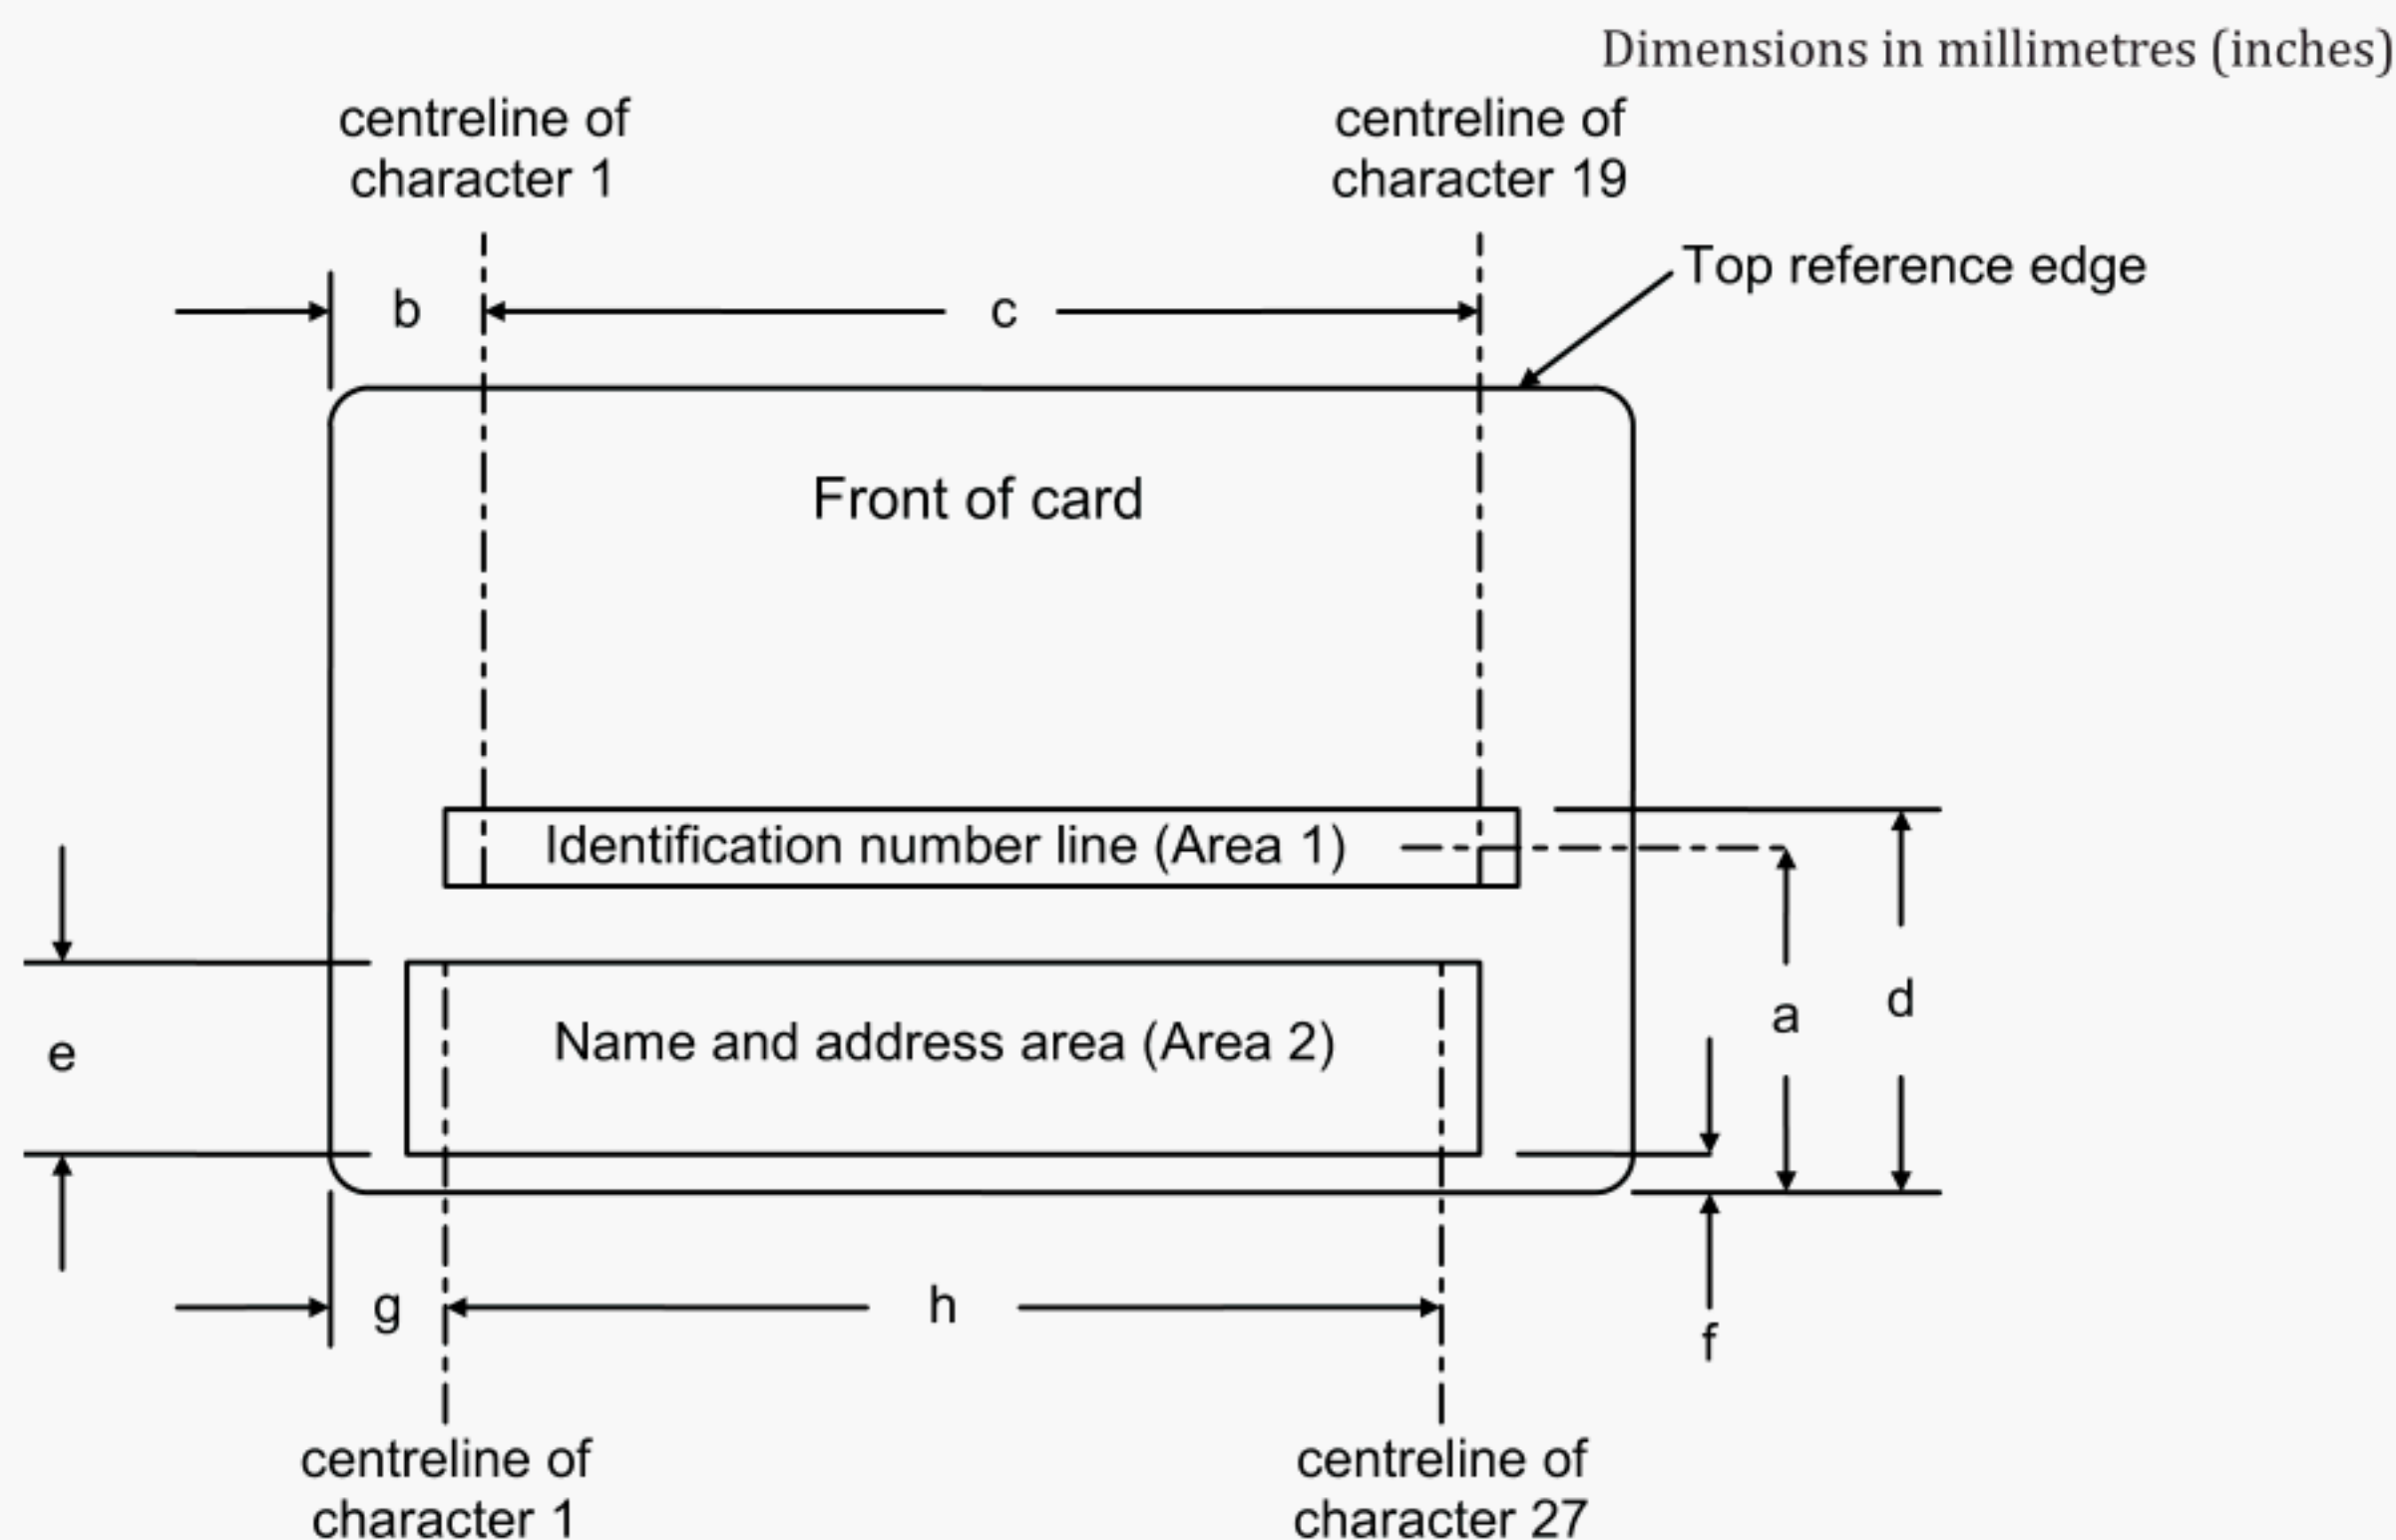 Dimensions in millimetres (inches)
centreline of
character 1
centreline of
character 19
Top reference edge
b
c
Front of card
Identification number line (Area 1)
d
a
e
Name and address area (Area 2)
g
h
f
centreline of
character 1
centreline of
character 27